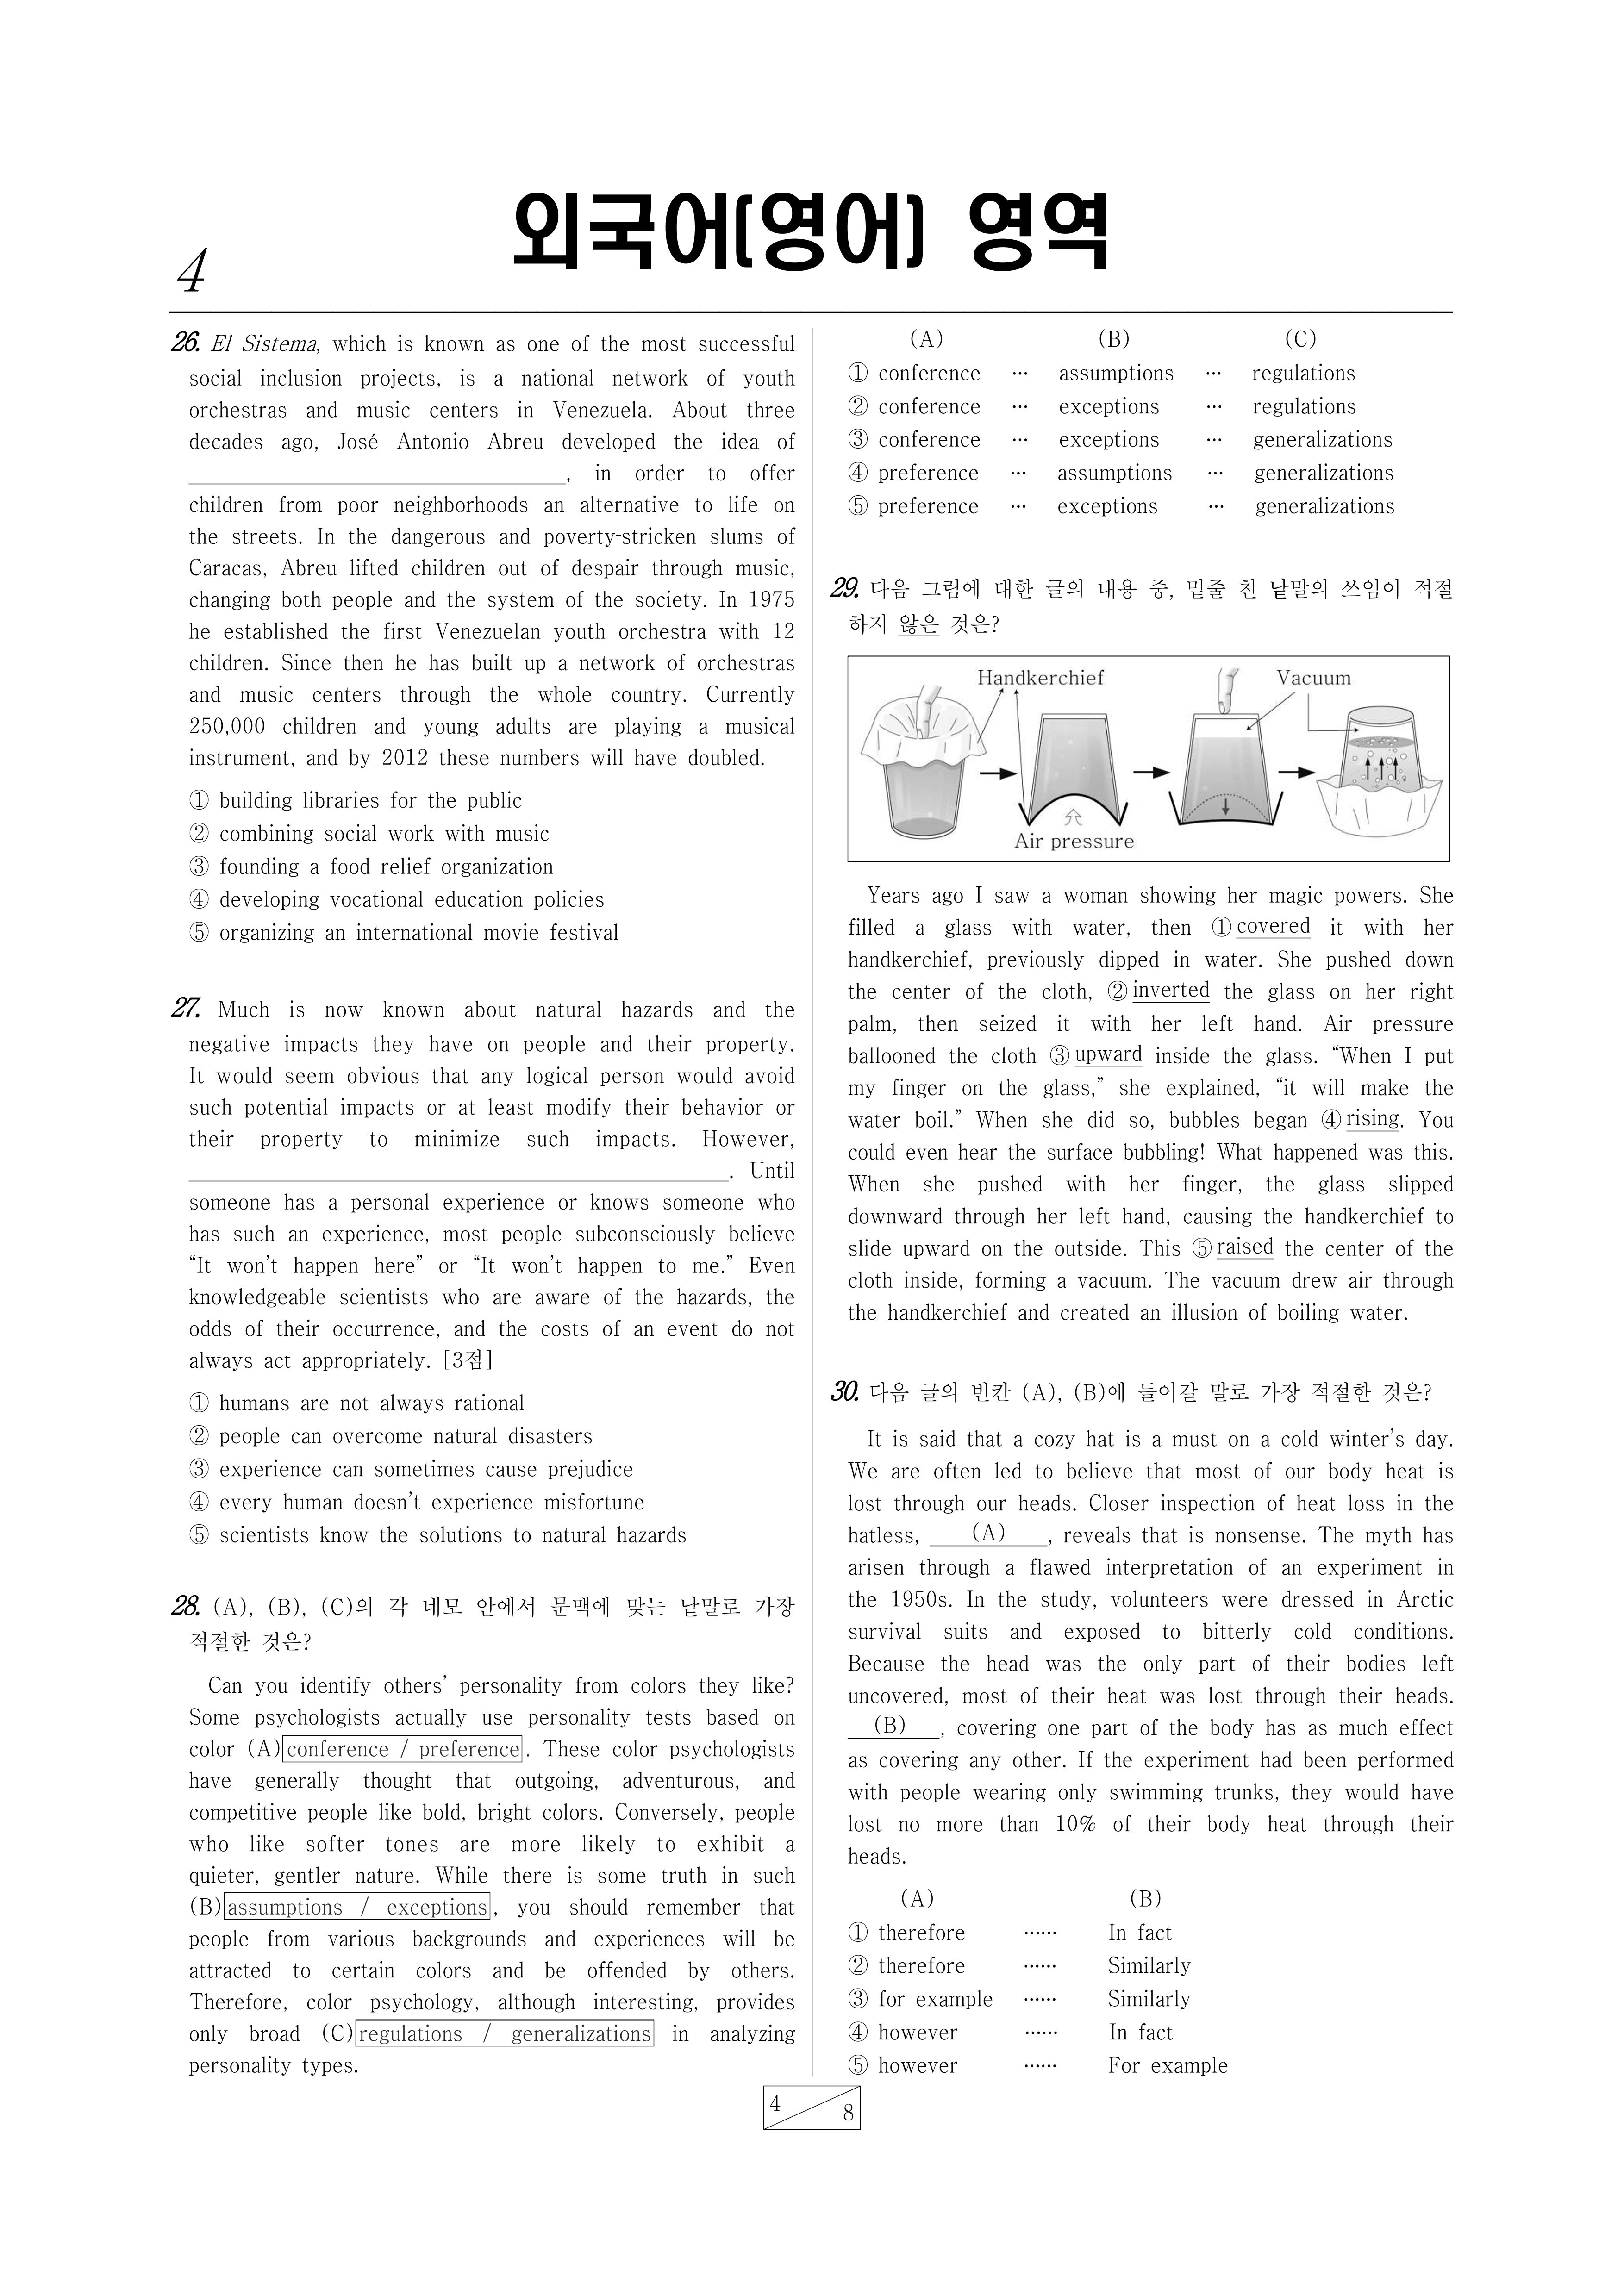 4
외국어(영어) 영역
26. El Sistema, which is known as one of the most successful
social inclusion projects, is a national network of youth
orchestras and music centers in Venezuela. About three
decades ago, José Antonio Abreu developed the idea of
____________________, in order to offer
children from poor neighborhoods an alternative to life on
the streets. In the dangerous and poverty-stricken slums of
Caracas, Abreu lifted children out of despair through music,
changing both people and the system of the society. In 1975
he established the first Venezuelan youth orchestra with 12
children. Since then he has built up a network of orchestras
and music centers through the whole country. Currently
250,000 children and young adults are playing a musical
instrument, and by 2012 these numbers will have doubled.
① building libraries for the public
② combining social work with music
③ founding a food relief organization
④ developing vocational education policies
⑤ organizing an international movie festival
27. Much is now known about natural hazards and the
negative impacts they have on people and their property.
It would seem obvious that any logical person would avoid
such potential impacts or at least modify their behavior or
their property to minimize such impacts. However,
____________________. Until
someone has a personal experience or knows someone who
has such an experience, most people subconsciously believe
“It won’t happen here” or “It won’t happen to me.” Even
knowledgeable scientists who are aware of the hazards, the
odds of their occurrence, and the costs of an event do not
always act appropriately. [3점]
① humans are not always rational
② people can overcome natural disasters
③ experience can sometimes cause prejudice
④ every human doesn’t experience misfortune
⑤ scientists know the solutions to natural hazards
28. (A), (B), (C)의 각 네모 안에서 문맥에 맞는 낱말로 가장
적절한 것은?
Can you identify others’ personality from colors they like?
Some psychologists actually use personality tests based on
color (A) conference / preference. These color psychologists
have generally thought that outgoing, adventurous, and
competitive people like bold, bright colors. Conversely, people
who like softer tones are more likely to exhibit a
quieter, gentler nature. While there is some truth in such
(B) assumptions / exceptions, you should remember that
people from various backgrounds and experiences will be
attracted to certain colors and be offended by others.
Therefore, color psychology, although interesting, provides
only broad (C) regulations / generalizations in analyzing
personality types.
(A) (B) (C)
① conference … assumptions … regulations
② conference … exceptions … regulations
③ conference … exceptions … generalizations
④ preference … assumptions … generalizations
⑤ preference … exceptions … generalizations
29. 다음 그림에 대한 글의 내용 중, 밑줄 친 낱말의 쓰임이 적절
하지 않은 것은?
Handkerchief
Vacuum
Air pressure
Years ago I saw a woman showing her magic powers. She
filled a glass with water, then ① covered it with her
handkerchief, previously dipped in water. She pushed down
the center of the cloth, ② inverted the glass on her right
palm, then seized it with her left hand. Air pressure
ballooned the cloth ③ upward inside the glass. “When I put
my finger on the glass,” she explained, “it will make the
water boil.” When she did so, bubbles began ④ rising. You
could even hear the surface bubbling! What happened was this.
When she pushed with her finger, the glass slipped
downward through her left hand, causing the handkerchief to
slide upward on the outside. This ⑤ raised the center of the
cloth inside, forming a vacuum. The vacuum drew air through
the handkerchief and created an illusion of boiling water.
30. 다음 글의 빈칸 (A), (B)에 들어갈 말로 가장 적절한 것은?
It is said that a cozy hat is a must on a cold winter’s day.
We are often led to believe that most of our body heat is
lost through our heads. Closer inspection of heat loss in the
hatless, (A) , reveals that is nonsense. The myth has
arisen through a flawed interpretation of an experiment in
the 1950s. In the study, volunteers were dressed in Arctic
survival suits and exposed to bitterly cold conditions.
Because the head was the only part of their bodies left
uncovered, most of their heat was lost through their heads.
(B) , covering one part of the body has as much effect
as covering any other. If the experiment had been performed
with people wearing only swimming trunks, they would have
lost no more than 10% of their body heat through their
heads.
(A) (B)
① therefore …… In fact
② therefore …… Similarly
③ for example …… Similarly
④ however …… In fact
⑤ however …… For example
4 8